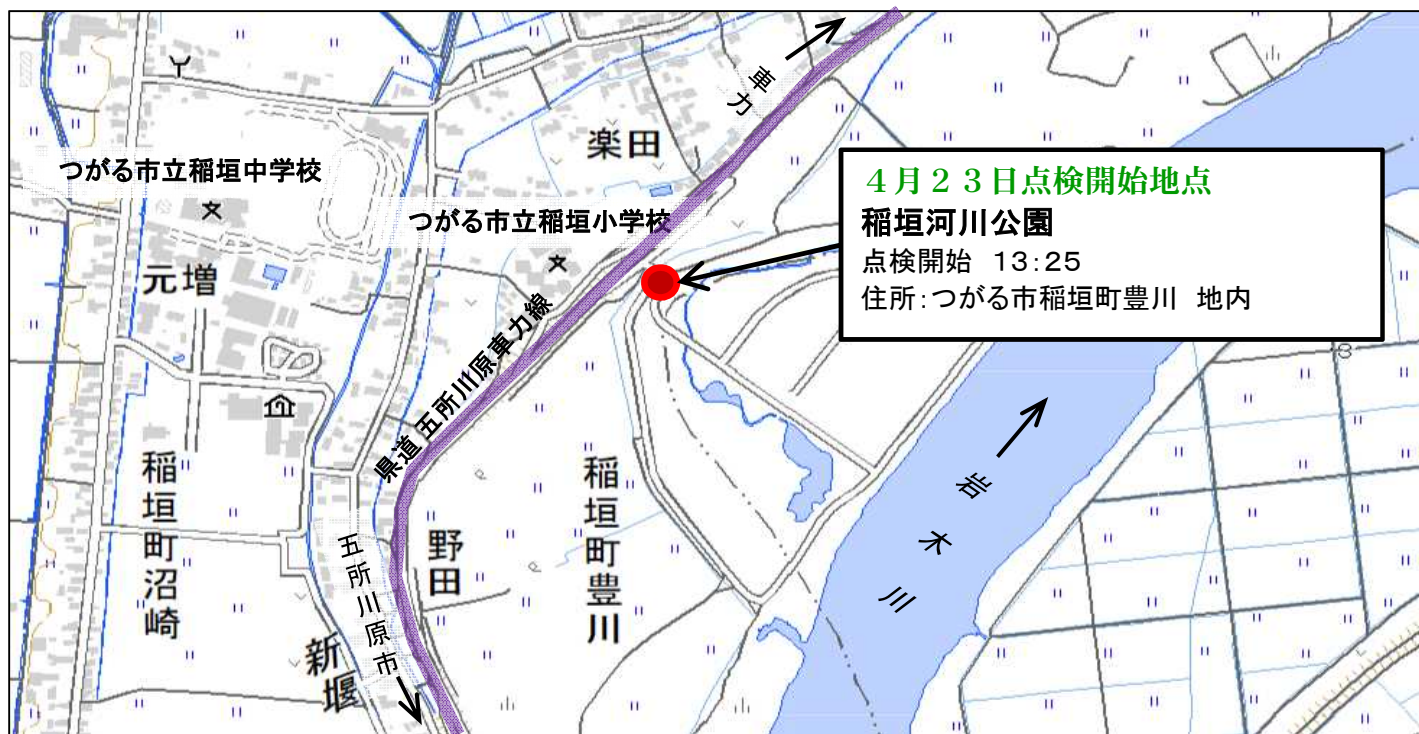 車力
楽田
つがる市立稲垣中学校
つがる市立稲垣小学校
4月23日点検開始地点
稲垣河川公園
点検開始 13:25
住所:つがる市稲垣町豊川 地内
元増
県道 五所川原車力線
稲垣町沼崎
五所川原市
新堰
野田
稲垣町豊川
岩木川